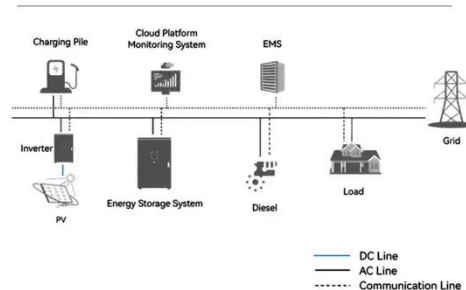 Charging Pile
Cloud Platform
Monitoring System
EMS
Grid
Inverter
PV
Energy Storage System
Diesel
Load
DC Line
AC Line
Communication Line